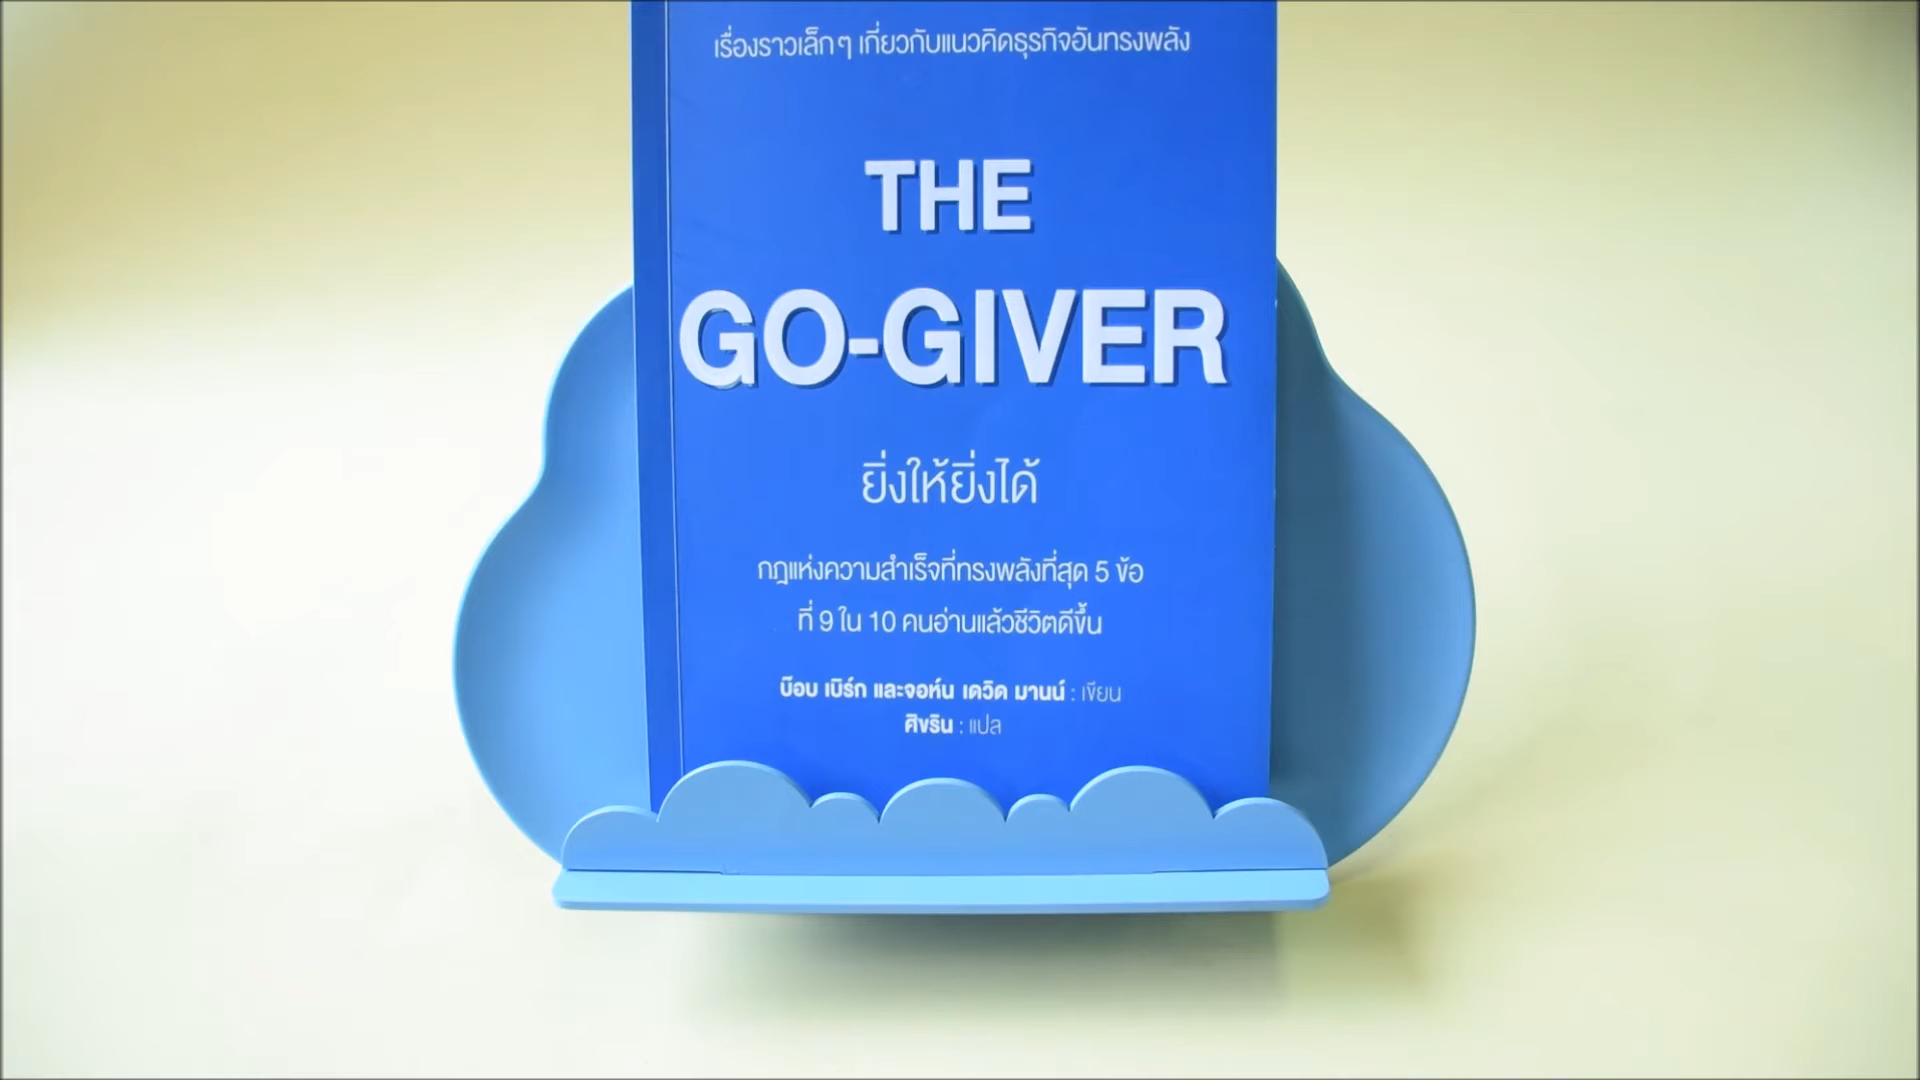 เรื่องราวเล็กๆ เกี่ยวกับแนวคิดธุรกิจอันทรงพลัง
THE
GO-GIVER
ยิ่งให้ยิ่งได้
กฎแห่งความสำเร็จที่ทรงพลังที่สุด 5 ข้อ
ที่ 9 ใน 10 คนอ่านแล้วชีวิตดีขึ้น
บ๊อบ เบิร์ก และจอห์น เดวิด มานน์ : เขียน
ศิขริน : แปล